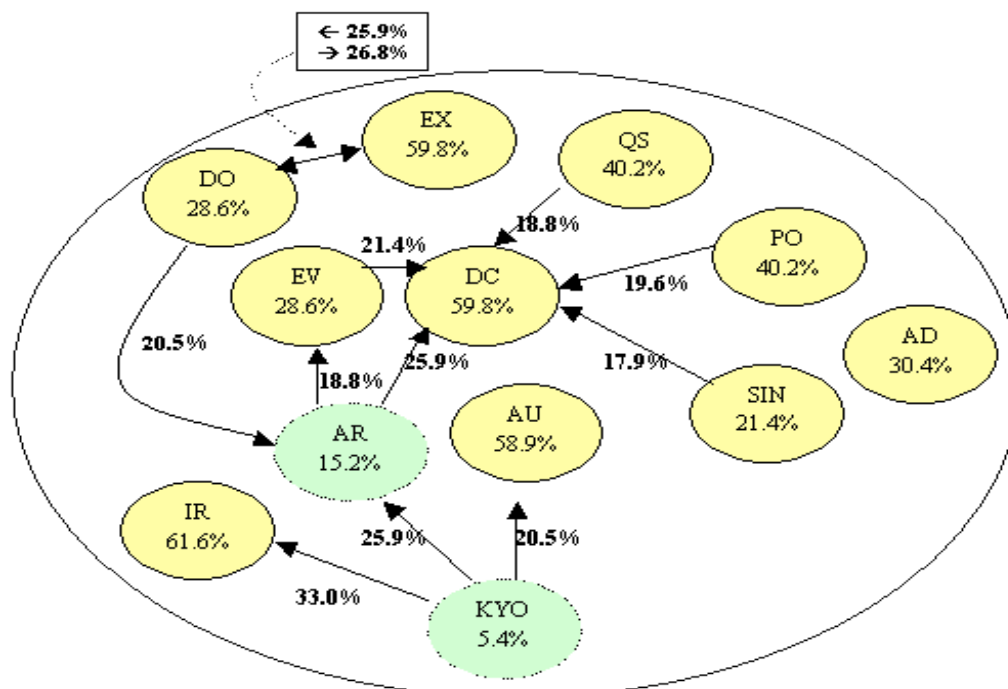 ← 25.9%
→ 26.8%
EX
59.8%
QS
40.2%
DO
28.6%
18.8%
PO
40.2%
21.4%
EV
28.6%
DC
59.8%
19.6%
AD
30.4%
20.5%
25.9%
17.9%
18.8%
SIN
21.4%
AU
58.9%
AR
15.2%
IR
61.6%
25.9%
20.5%
33.0%
KYO
5.4%